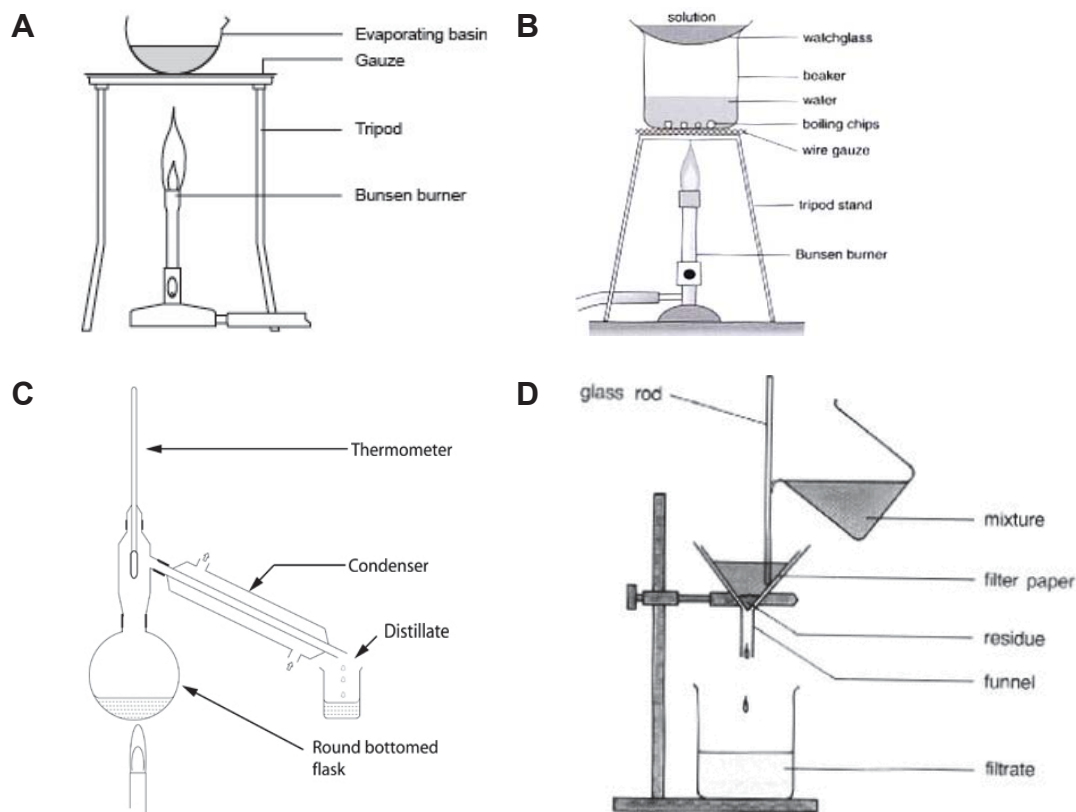 A
Evaporating basin
Gauze
Tripod
Bunsen burner
B
solution
watchglass
beaker
water
boiling chips
wire gauze
tripod stand
Bunsen burner
C
Thermometer
Condenser
Distillate
Round bottomed
flask
D
glass rod
mixture
filter paper
residue
funnel
filtrate